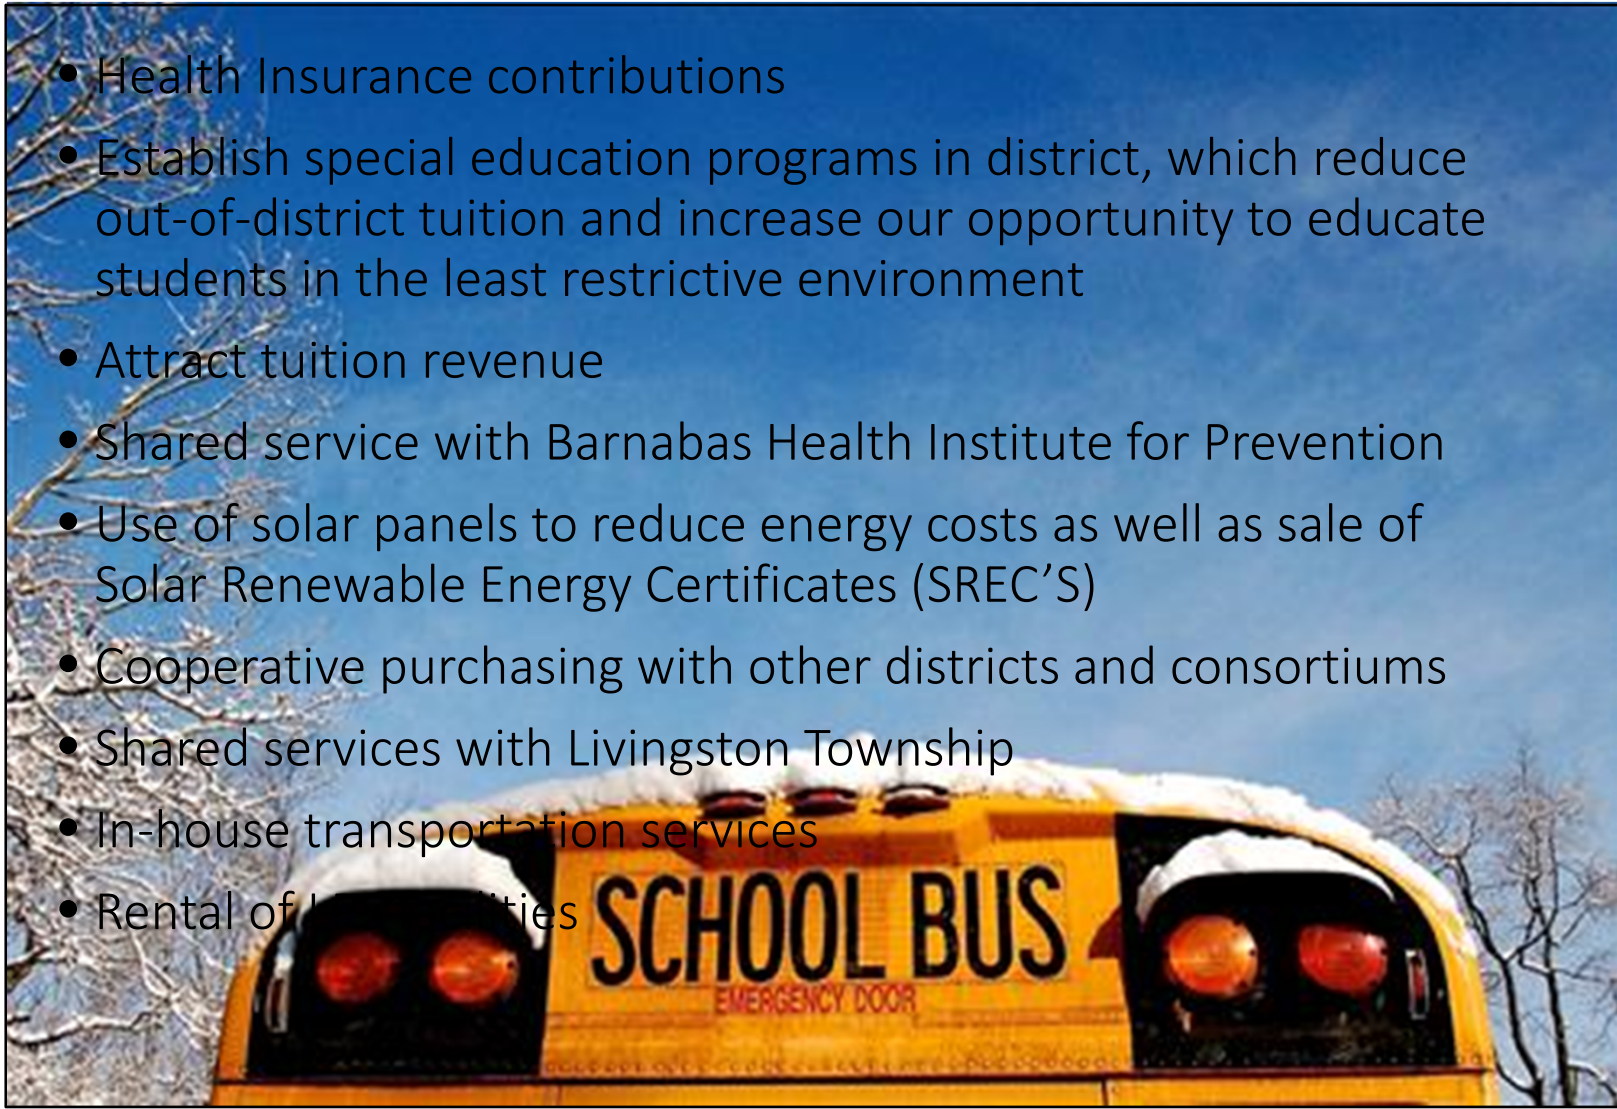 • Health Insurance contributions
• Establish special education programs in district, which reduce
out-of-district tuition and increase our opportunity to educate
students in the least restrictive environment
• Attract tuition revenue
• Shared service with Barnabas Health Institute for Prevention
• Use of solar panels to reduce energy costs as well as sale of
Solar Renewable Energy Certificates (SREC’S)
• Cooperative purchasing with other districts and consortiums
• Shared services with Livingston Township
• In-house transportation services
• Rental of
SCHOOL BUS
EMERGENCY DOOR